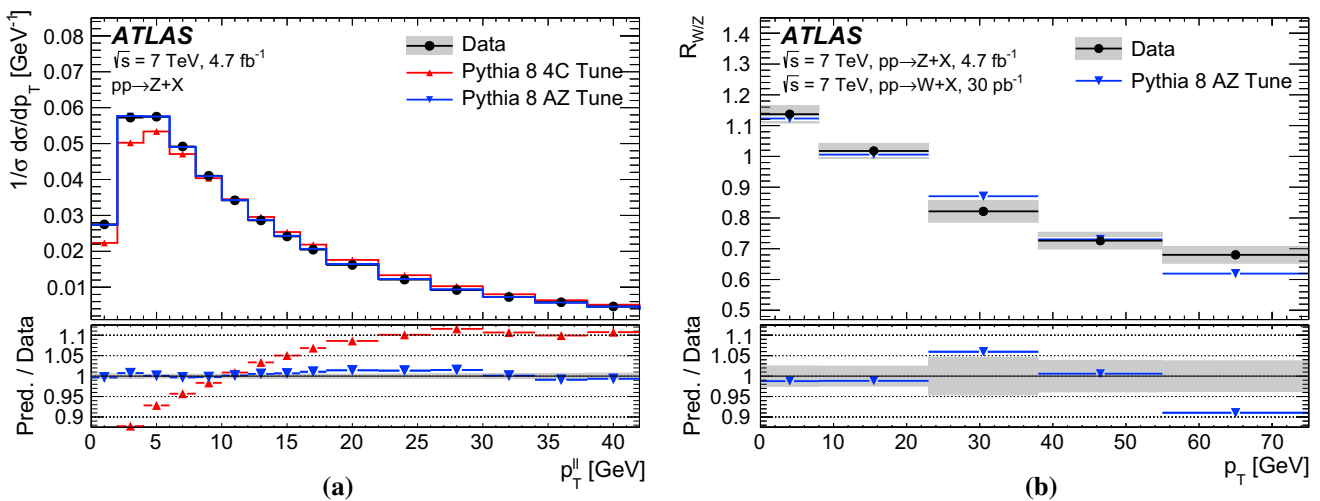 1/σ dσ/dp_T [GeV⁻¹]
0.08
0.07
0.06
0.05
0.04
0.03
0.02
0.01
ATLAS
√s = 7 TeV, 4.7 fb⁻¹
pp→Z+X
Data
Pythia 8 4C Tune
Pythia 8 AZ Tune
Pred. / Data
1.1
1.05
1
0.95
0.9
0 5 10 15 20 25 30 35 40
p_T^ll [GeV]
(a)
R_W/Z
1.4
1.3
1.2
1.1
1
0.9
0.8
0.7
0.6
0.5
ATLAS
√s = 7 TeV, pp→Z+X, 4.7 fb⁻¹
√s = 7 TeV, pp→W+X, 30 pb⁻¹
Data
Pythia 8 AZ Tune
Pred. / Data
1.1
1.05
1
0.95
0.9
0 10 20 30 40 50 60 70
p_T [GeV]
(b)